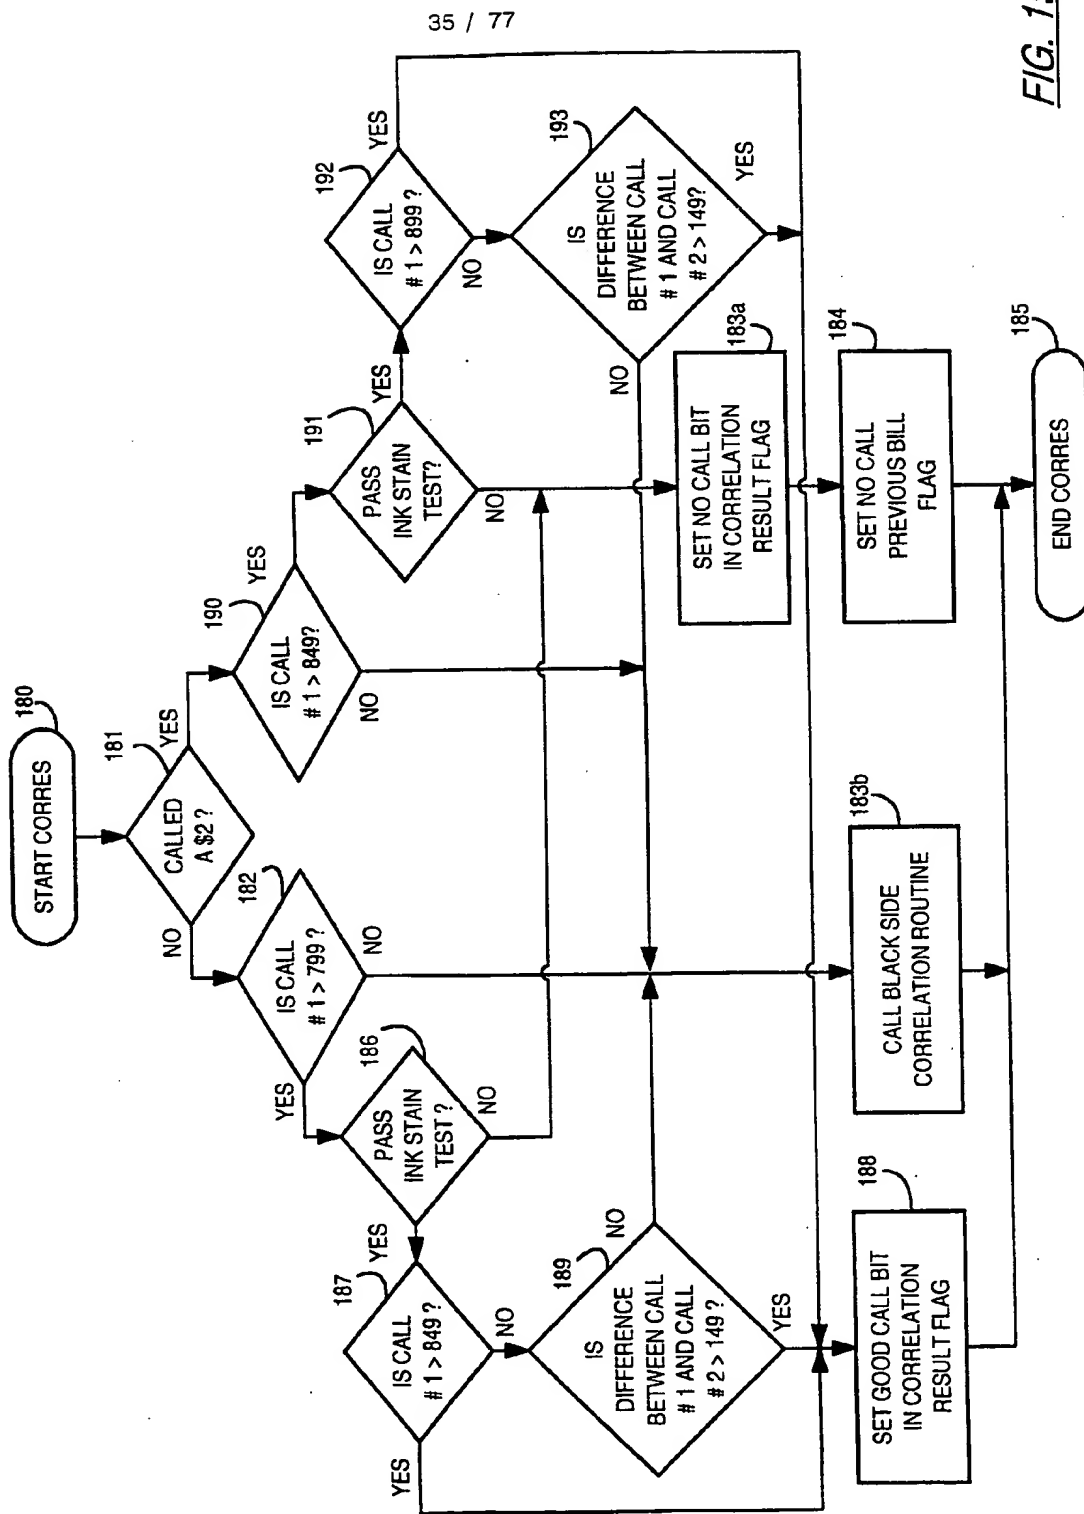 35 / 77
START CORRES
180
CALLED
A $2 ?
181
NO
YES
IS CALL
# 1 > 799 ?
182
YES
NO
IS CALL
# 1 > 849?
190
YES
NO
PASS
INK STAIN
TEST ?
186
YES
NO
PASS
INK STAIN
TEST?
191
YES
NO
IS CALL
# 1 > 849 ?
187
YES
NO
IS CALL
# 1 > 899 ?
192
YES
NO
IS
DIFFERENCE
BETWEEN CALL
# 1 AND CALL
# 2 > 149 ?
189
NO
YES
IS
DIFFERENCE
BETWEEN CALL
# 1 AND CALL
# 2 > 149?
193
NO
YES
SET GOOD CALL BIT
IN CORRELATION
RESULT FLAG
188
CALL BLACK SIDE
CORRELATION ROUTINE
183b
SET NO CALL BIT
IN CORRELATION
RESULT FLAG
183a
SET NO CALL
PREVIOUS BILL
FLAG
184
END CORRES
185
FIG.